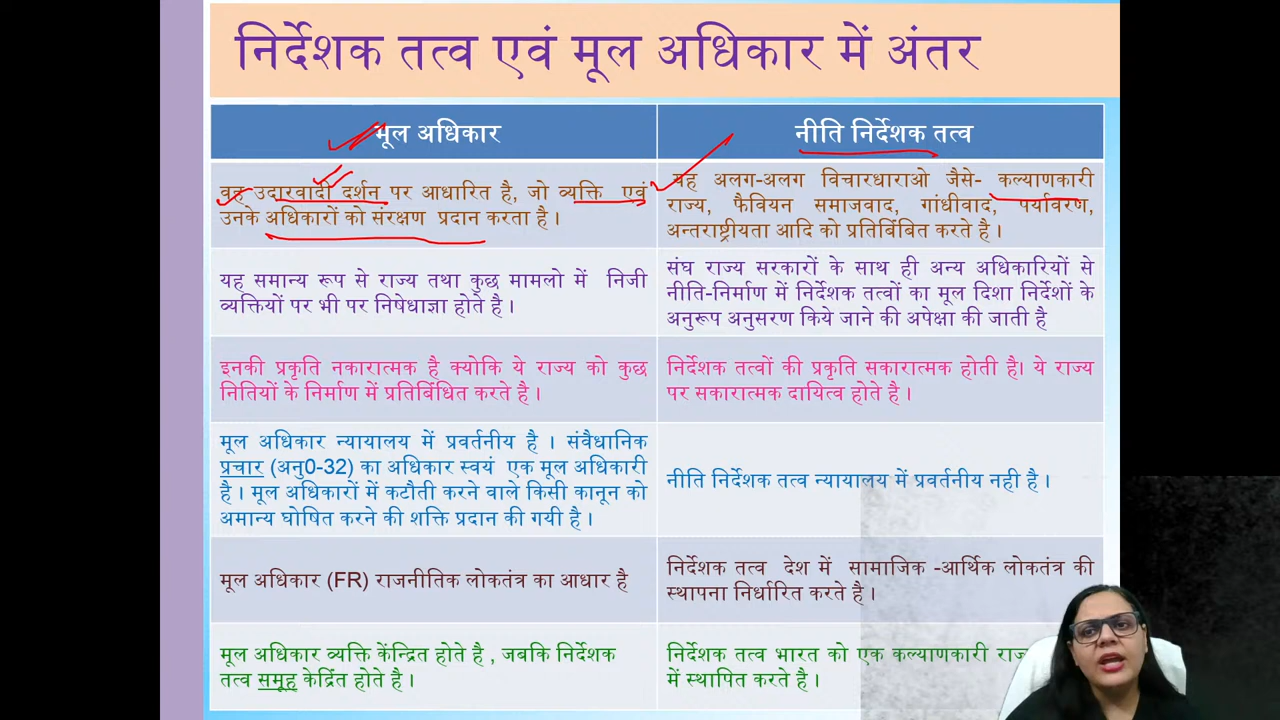 निर्देशक तत्व एवं मूल अधिकार में अंतर
मूल अधिकार
नीति निर्देशक तत्व
वह उदारवादी दर्शन पर आधारित है, जो व्यक्ति एवं
उनके अधिकारों को संरक्षण प्रदान करता है।
यह अलग-अलग विचारधाराओ जैसे- कल्याणकारी
राज्य, फैवियन समाजवाद, गांधीवाद, पर्यावरण,
अन्तराष्ट्रीयता आदि को प्रतिबिंबित करते है।
यह समान्य रूप से राज्य तथा कुछ मामलो में निजी
व्यक्तियों पर भी पर निषेधाज्ञा होते है।
संघ राज्य सरकारों के साथ ही अन्य अधिकारियों से
नीति-निर्माण में निर्देशक तत्वों का मूल दिशा निर्देशों के
अनुरूप अनुसरण किये जाने की अपेक्षा की जाती है
इनकी प्रकृति नकारात्मक है क्योकि ये राज्य को कुछ
नितियों के निर्माण में प्रतिबिंधित करते है।
निर्देशक तत्वों की प्रकृति सकारात्मक होती है। ये राज्य
पर सकारात्मक दायित्व होते है।
मूल अधिकार न्यायालय में प्रवर्तनीय है। संवैधानिक
प्रचार (अनु0-32) का अधिकार स्वयं एक मूल अधिकारी
है। मूल अधिकारों में कटौती करने वाले किसी कानून को
अमान्य घोषित करने की शक्ति प्रदान की गयी है।
नीति निर्देशक तत्व न्यायालय में प्रवर्तनीय नही है।
मूल अधिकार (FR) राजनीतिक लोकतंत्र का आधार है
निर्देशक तत्व देश में सामाजिक -आर्थिक लोकतंत्र की
स्थापना निर्धारित करते है।
मूल अधिकार व्यक्ति केंन्द्रित होते है, जबकि निर्देशक
तत्व समूह केद्रिंत होते है।
निर्देशक तत्व भारत को एक कल्याणकारी
में स्थापित करते है।